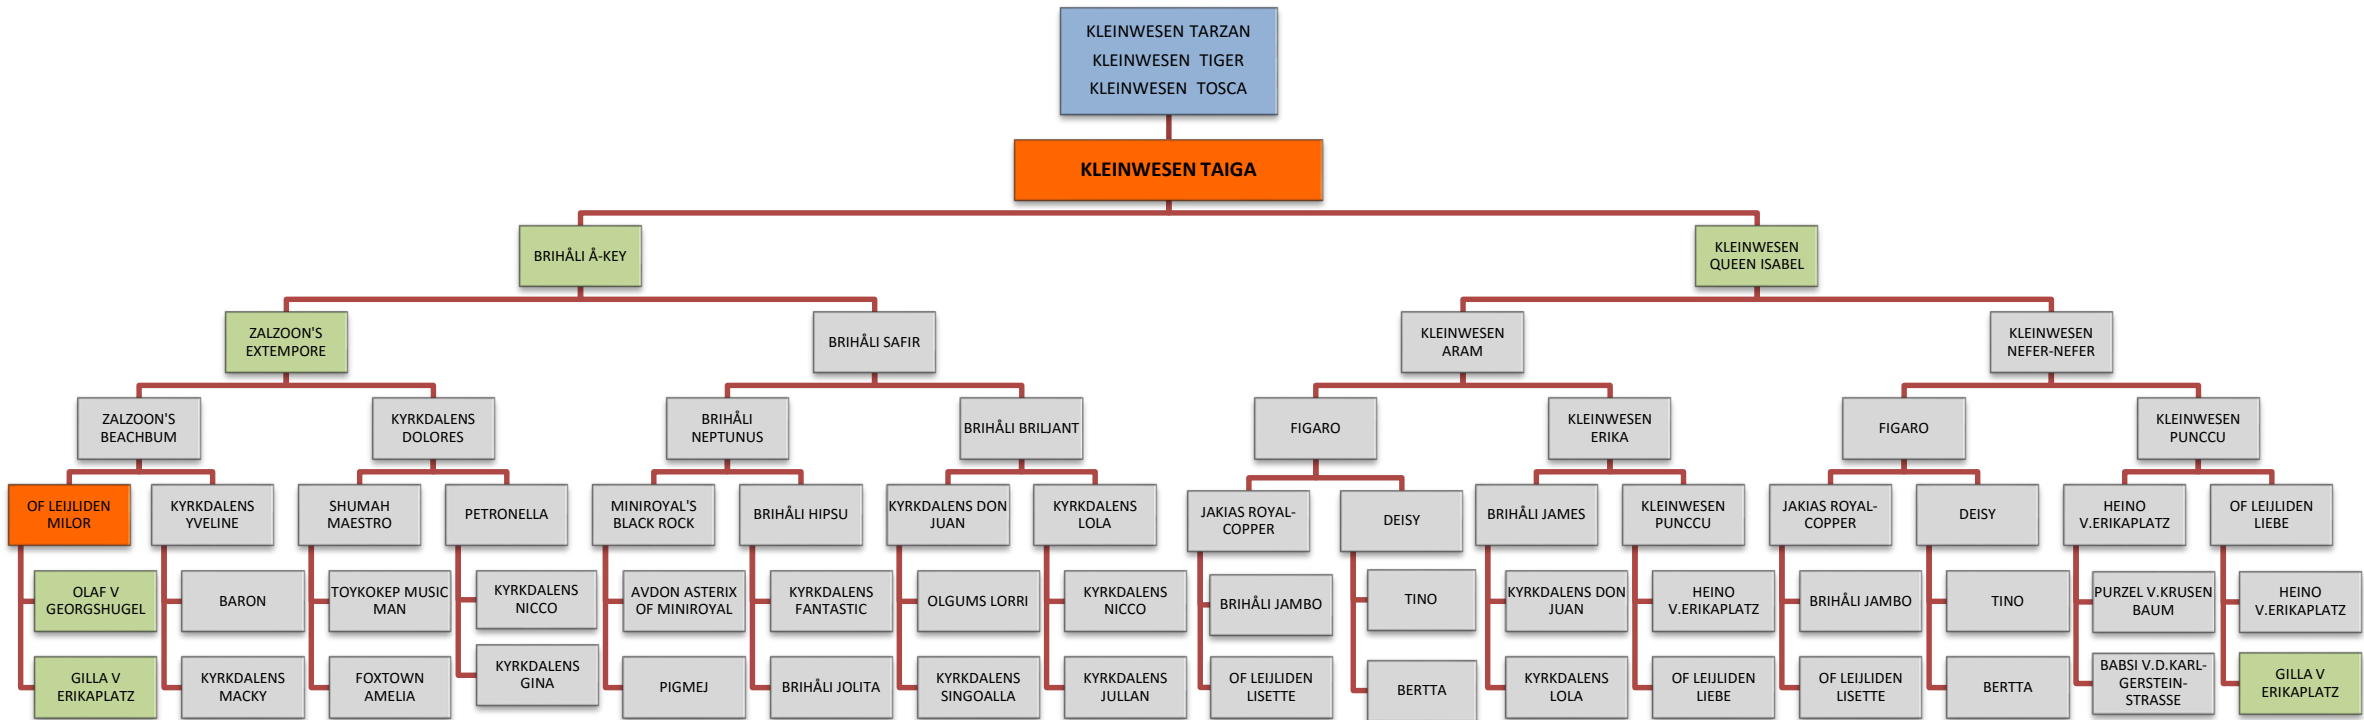 KLEINWESEN TARZAN
KLEINWESEN TIGER
KLEINWESEN TOSCA
KLEINWESEN TAIGA
BRIHÅLI Å-KEY
KLEINWESEN
QUEEN ISABEL
ZALZOON'S
EXTEMPORE
BRIHÅLI SAFIR
KLEINWESEN
ARAM
KLEINWESEN
NEFER-NEFER
ZALZOON'S
BEACHBUM
KYRKDALENS
DOLORES
BRIHÅLI
NEPTUNUS
BRIHÅLI BRILJANT
FIGARO
KLEINWESEN
ERIKA
FIGARO
KLEINWESEN
PUNCCU
OF LEIJLIDEN
MILOR
KYRKDALENS
YVELINE
SHUMAH
MAESTRO
PETRONELLA
MINIROYAL'S
BLACK ROCK
BRIHÅLI HIPSU
KYRKDALENS DON
JUAN
KYRKDALENS
LOLA
JAKIAS ROYAL-
COPPER
DEISY
BRIHÅLI JAMES
KLEINWESEN
PUNCCU
JAKIAS ROYAL-
COPPER
DEISY
HEINO
V.ERIKAPLATZ
OF LEIJLIDEN
LIEBE
OLAF V
GEORGSHUGEL
BARON
TOYKOKEP MUSIC
MAN
KYRKDALENS
NICCO
AVDON ASTERIX
OF MINIROYAL
KYRKDALENS
FANTASTIC
OLGUMS LORRI
KYRKDALENS
NICCO
BRIHÅLI JAMBO
TINO
KYRKDALENS DON
JUAN
HEINO
V.ERIKAPLATZ
BRIHÅLI JAMBO
TINO
PURZEL V.KRUSEN
BAUM
HEINO
V.ERIKAPLATZ
GILLA V
ERIKAPLATZ
KYRKDALENS
MACKY
FOXTOWN
AMELIA
KYRKDALENS
GINA
PIGMEJ
BRIHÅLI JOLITA
KYRKDALENS
SINGOALLA
KYRKDALENS
JULLAN
OF LEIJLIDEN
LISETTE
BERTTA
KYRKDALENS
LOLA
OF LEIJLIDEN
LIEBE
OF LEIJLIDEN
LISETTE
BERTTA
BABSI V.D.KARL-
GERSTEIN-
STRASSE
GILLA V
ERIKAPLATZ